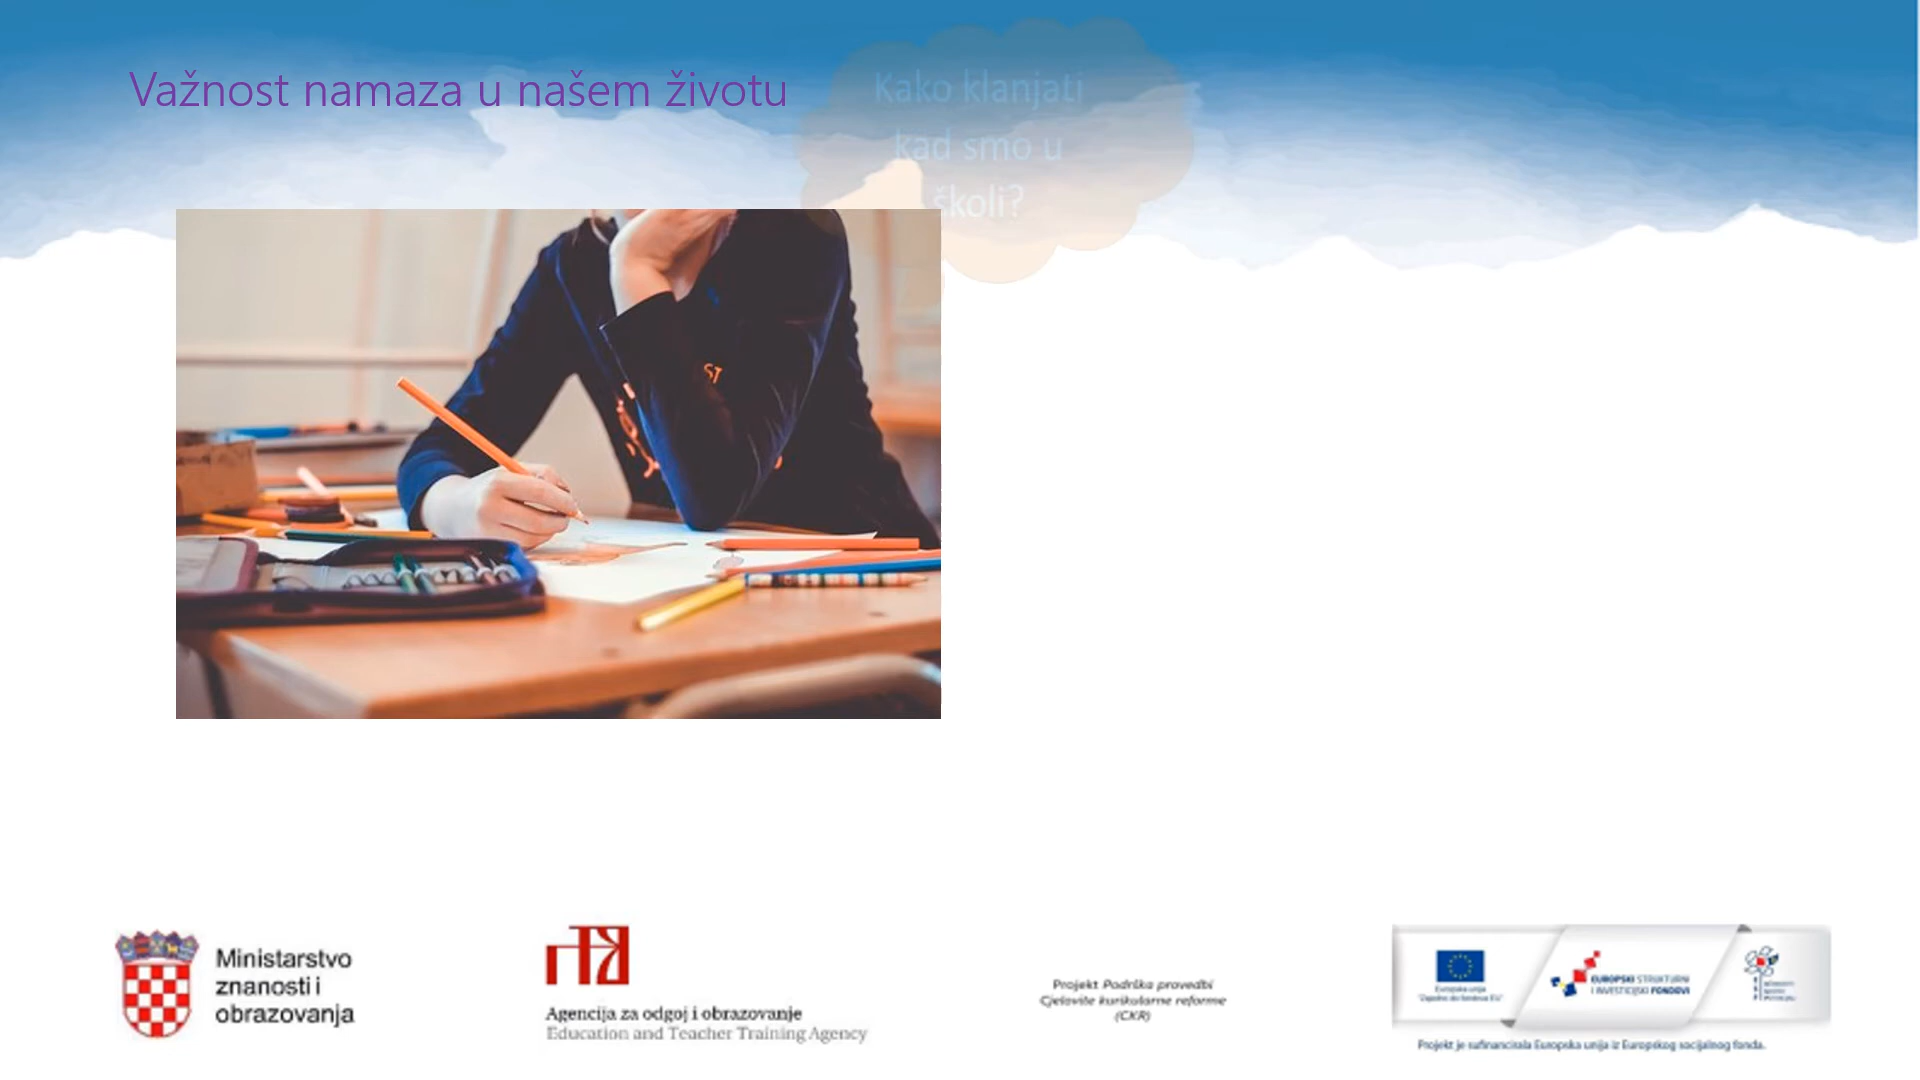 Važnost namaza u našem životu
Kako klanjati
kad smo u
školi?
ST
Ministarstvo
znanosti i
obrazovanja
Agencija za odgoj i obrazovanje
Education and Teacher Training Agency
Projekt Podrška provedbi
Cjelovite kurikularne reforme
(CKR)
Europska unija
"Zajedno do fondova EU"
EUROPSKI STRUKTURNI
I INVESTICIJSKI FONDOVI
Projekt je sufinancirala Europska unija iz Europskog socijalnog fonda.